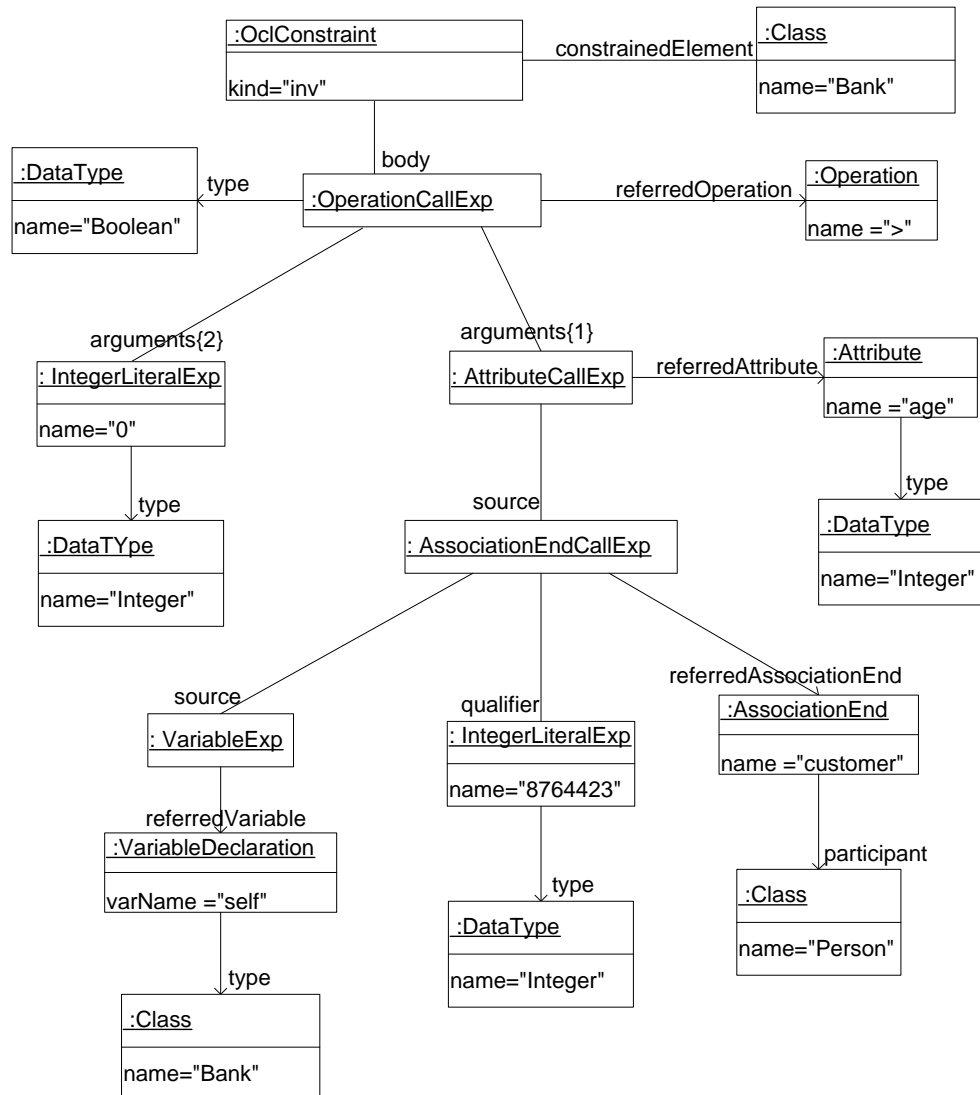 :OclConstraint
kind="inv"
constrainedElement
:Class
name="Bank"
body
:DataType
name="Boolean"
type
:OperationCallExp
referredOperation
:Operation
name =">"
arguments{2}
: IntegerLiteralExp
name="0"
arguments{1}
: AttributeCallExp
referredAttribute
:Attribute
name ="age"
type
:DataTYpe
name="Integer"
source
: AssociationEndCallExp
type
:DataType
name="Integer"
source
: VariableExp
qualifier
: IntegerLiteralExp
name="8764423"
referredAssociationEnd
:AssociationEnd
name ="customer"
referredVariable
:VariableDeclaration
varName ="self"
type
:DataType
name="Integer"
participant
:Class
name="Person"
type
:Class
name="Bank"